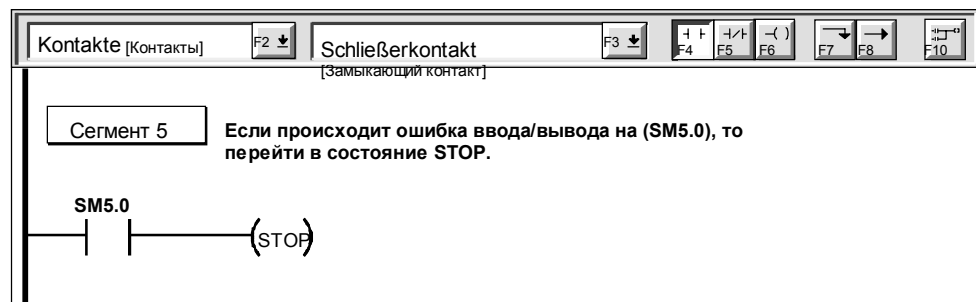 Kontakte [Контакты] F2 Schließerkontakt F3 F4 F5 F6 F7 F8 F10
[Замыкающий контакт]
Сегмент 5
Если происходит ошибка ввода/вывода на (SM5.0), то
перейти в состояние STOP.
SM5.0
STOP